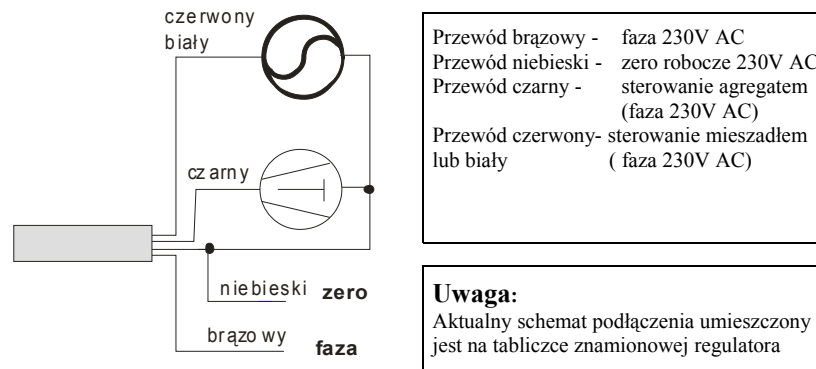 czerwony
biały
czarny
niebieski zero
brązowy
faza
Przewód brązowy - faza 230V AC
Przewód niebieski - zero robocze 230V AC
Przewód czarny - sterowanie agregatem
(faza 230V AC)
Przewód czerwony- sterowanie mieszadłem
lub biały ( faza 230V AC)
Uwaga:
Aktualny schemat podłączenia umieszczony
jest na tabliczce znamionowej regulatora